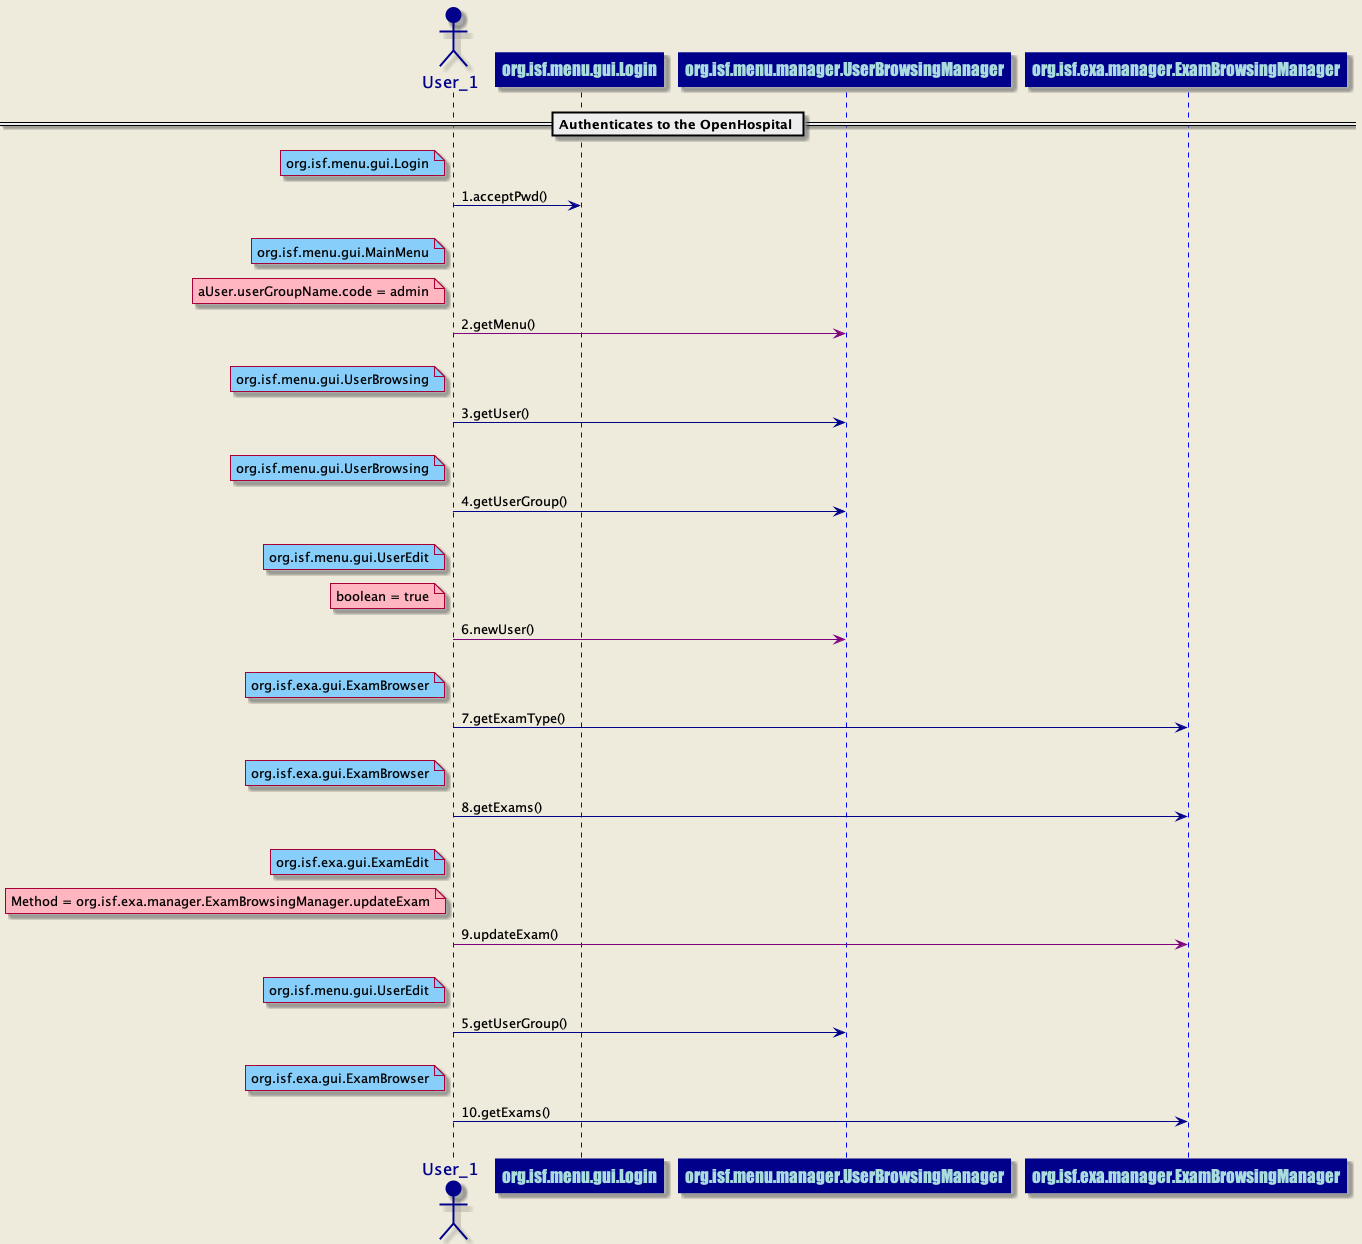 User_1
org.isf.menu.gui.Login
org.isf.menu.manager.UserBrowsingManager
org.isf.exa.manager.ExamBrowsingManager
Authenticates to the OpenHospital
org.isf.menu.gui.Login
1.acceptPwd()
org.isf.menu.gui.MainMenu
aUser.userGroupName.code = admin
2.getMenu()
org.isf.menu.gui.UserBrowsing
3.getUser()
org.isf.menu.gui.UserBrowsing
4.getUserGroup()
org.isf.menu.gui.UserEdit
boolean = true
6.newUser()
org.isf.exa.gui.ExamBrowser
7.getExamType()
org.isf.exa.gui.ExamBrowser
8.getExams()
org.isf.exa.gui.ExamEdit
Method = org.isf.exa.manager.ExamBrowsingManager.updateExam
9.updateExam()
org.isf.menu.gui.UserEdit
5.getUserGroup()
org.isf.exa.gui.ExamBrowser
10.getExams()
User_1
org.isf.menu.gui.Login
org.isf.menu.manager.UserBrowsingManager
org.isf.exa.manager.ExamBrowsingManager